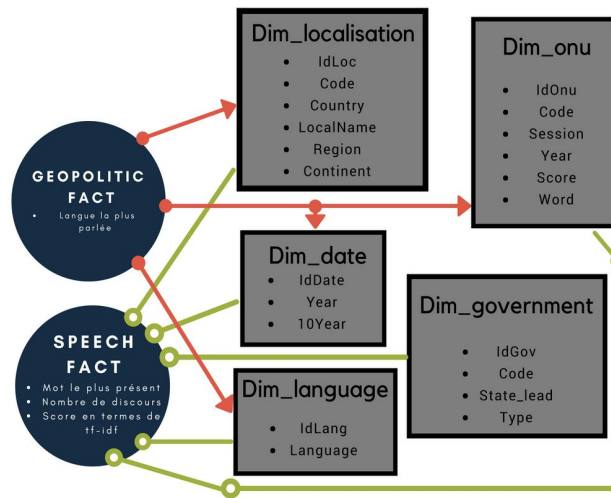 Dim_localisation
• IdLoc
• Code
• Country
• LocalName
• Region
• Continent
Dim_onu
• IdOnu
• Code
• Session
• Year
• Score
• Word
GEOPOLITIC
FACT
• Langue la plus
parlée
Dim_date
• IdDate
• Year
• 10Year
Dim_government
• IdGov
• Code
• State_lead
• Type
SPEECH
FACT
• Mot le plus présent
• Nombre de discours
• Score en termes de
tf-idf
Dim_language
• IdLang
• Language